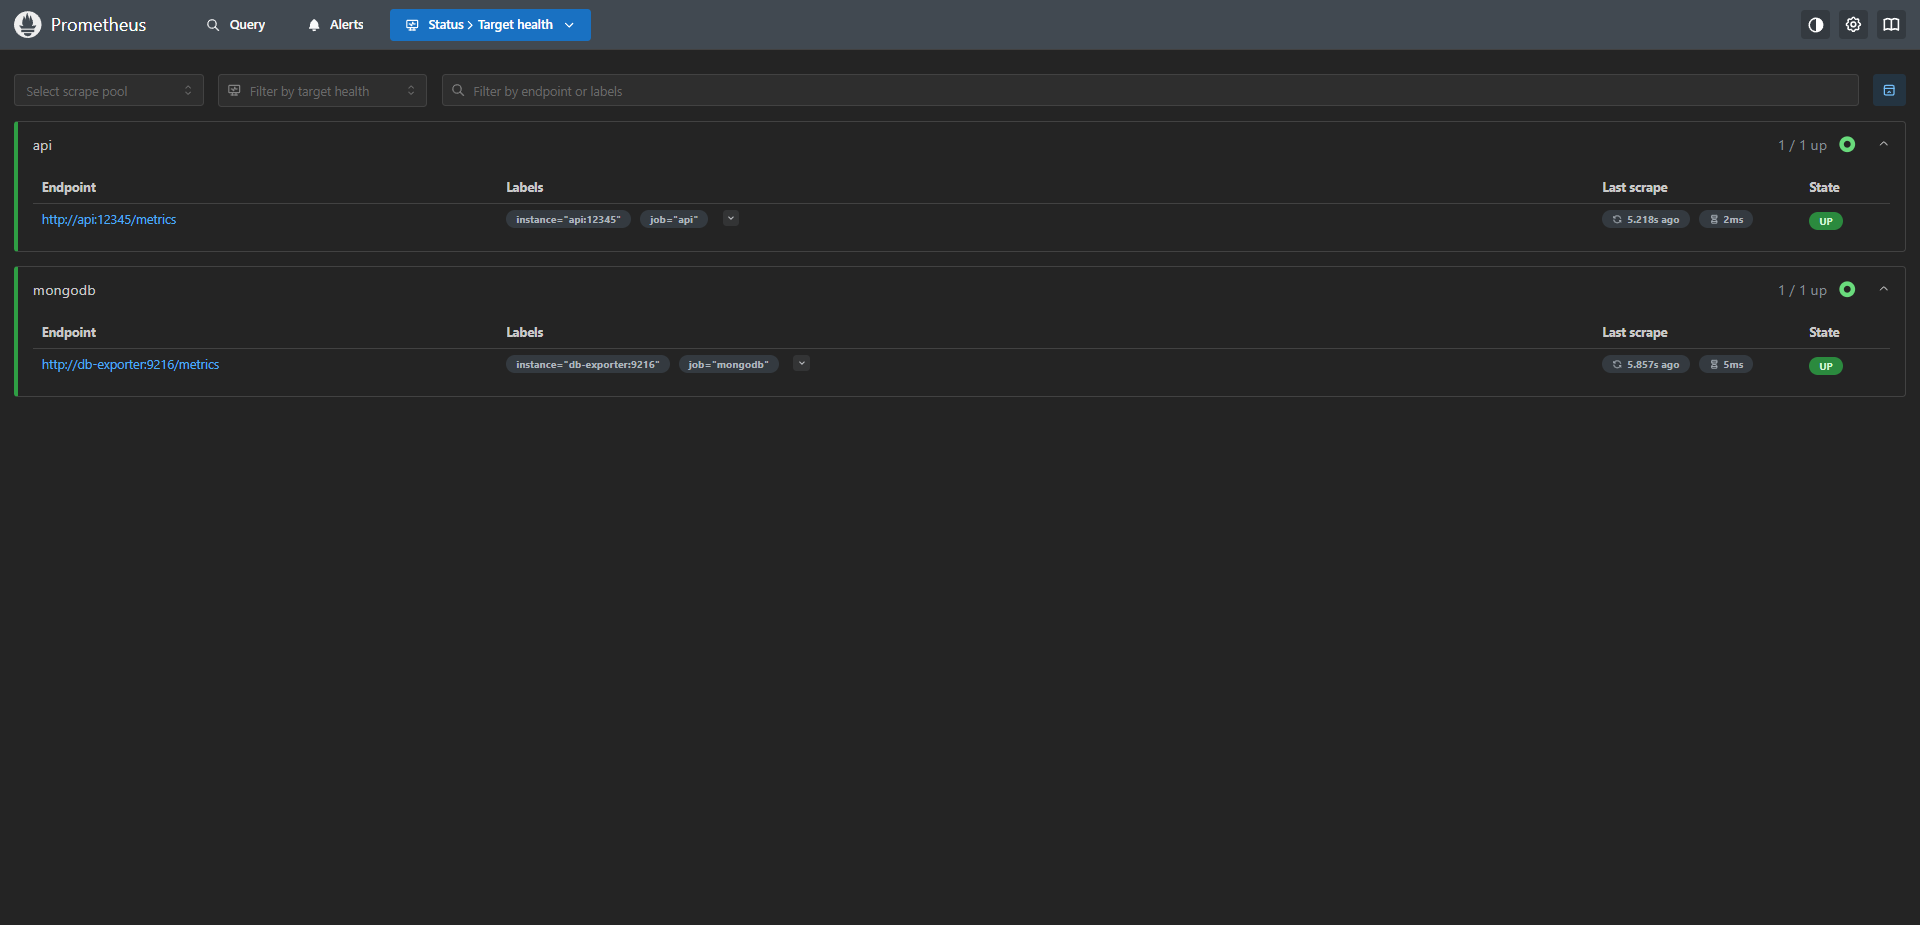 Prometheus Query Alerts Status > Target health
Select scrape pool Filter by target health Filter by endpoint or labels
api 1 / 1 up
Endpoint Labels Last scrape State
http://api:12345/metrics instance="api:12345" job="api" 5.218s ago 2ms UP
mongodb 1 / 1 up
Endpoint Labels Last scrape State
http://db-exporter:9216/metrics instance="db-exporter:9216" job="mongodb" 5.857s ago 5ms UP